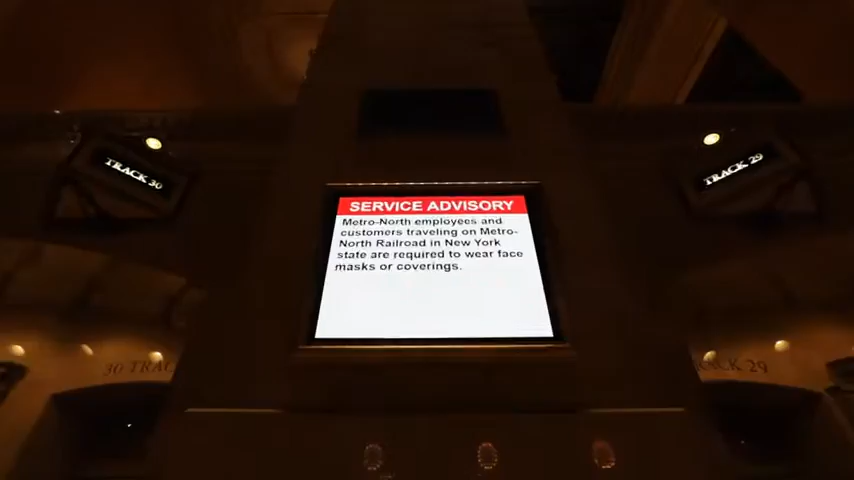 TRACK 30
TRACK 29
SERVICE ADVISORY
Metro-North employees and
customers traveling on Metro-
North Railroad in New York
state are required to wear face
masks or coverings.
30 TRACK
TRACK 29